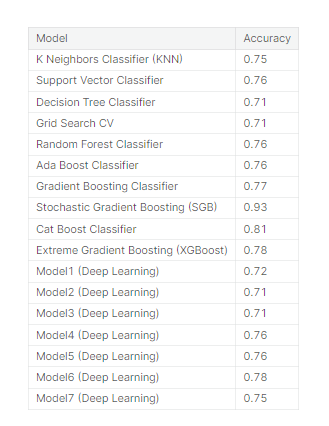 Model Accuracy
K Neighbors Classifier (KNN) 0.75
Support Vector Classifier 0.76
Decision Tree Classifier 0.71
Grid Search CV 0.71
Random Forest Classifier 0.76
Ada Boost Classifier 0.76
Gradient Boosting Classifier 0.77
Stochastic Gradient Boosting (SGB) 0.93
Cat Boost Classifier 0.81
Extreme Gradient Boosting (XGBoost) 0.78
Model1 (Deep Learning) 0.72
Model2 (Deep Learning) 0.71
Model3 (Deep Learning) 0.71
Model4 (Deep Learning) 0.76
Model5 (Deep Learning) 0.76
Model6 (Deep Learning) 0.78
Model7 (Deep Learning) 0.75